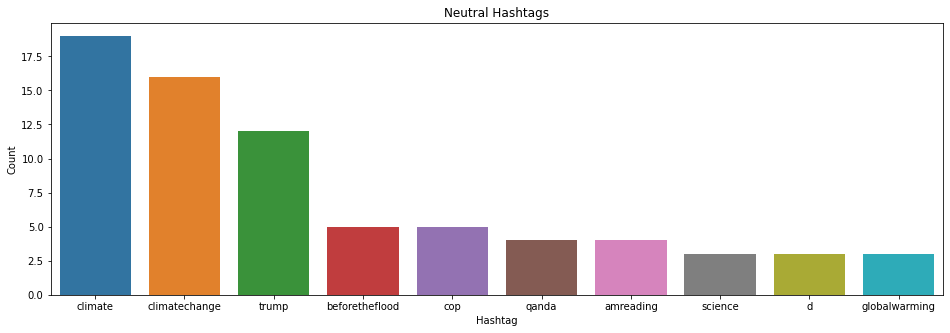 Neutral Hashtags
Count
17.5
15.0
12.5
10.0
7.5
5.0
2.5
0.0
climate climatechange trump beforetheflood cop qanda amreading science d globalwarming
Hashtag